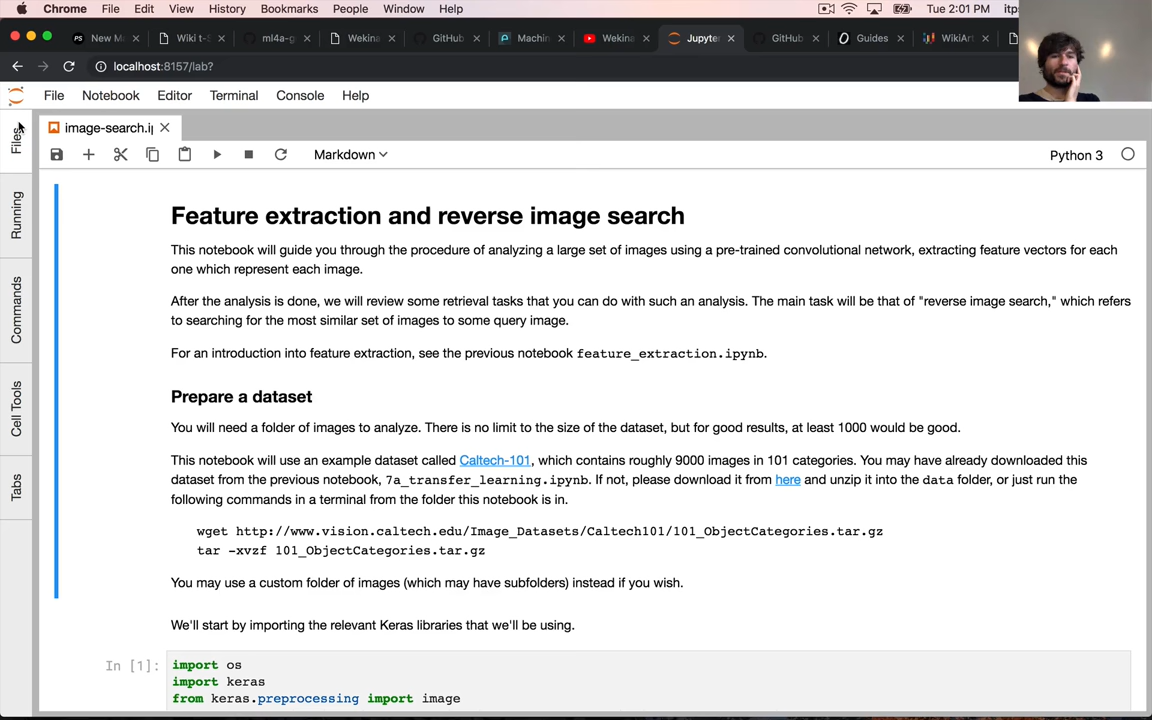 Chrome File Edit View History Bookmarks People Window Help Tue 2:01 PM itps
New M Wiki t-S ml4a-g Wekina GitHub Machin Wekina Jupyte GitHub Guides WikiArt
localhost:8157/lab?
File Notebook Editor Terminal Console Help
image-search.i
Markdown Python 3
Files
Running
Commands
Cell Tools
Tabs
Feature extraction and reverse image search
This notebook will guide you through the procedure of analyzing a large set of images using a pre-trained convolutional network, extracting feature vectors for each
one which represent each image.
After the analysis is done, we will review some retrieval tasks that you can do with such an analysis. The main task will be that of "reverse image search," which refers
to searching for the most similar set of images to some query image.
For an introduction into feature extraction, see the previous notebook feature_extraction.ipynb.
Prepare a dataset
You will need a folder of images to analyze. There is no limit to the size of the dataset, but for good results, at least 1000 would be good.
This notebook will use an example dataset called Caltech-101, which contains roughly 9000 images in 101 categories. You may have already downloaded this
dataset from the previous notebook, 7a_transfer_learning.ipynb. If not, please download it from here and unzip it into the data folder, or just run the
following commands in a terminal from the folder this notebook is in.
wget http://www.vision.caltech.edu/Image_Datasets/Caltech101/101_ObjectCategories.tar.gz
tar -xvzf 101_ObjectCategories.tar.gz
You may use a custom folder of images (which may have subfolders) instead if you wish.
We'll start by importing the relevant Keras libraries that we'll be using.
In [1]: import os
import keras
from keras.preprocessing import image